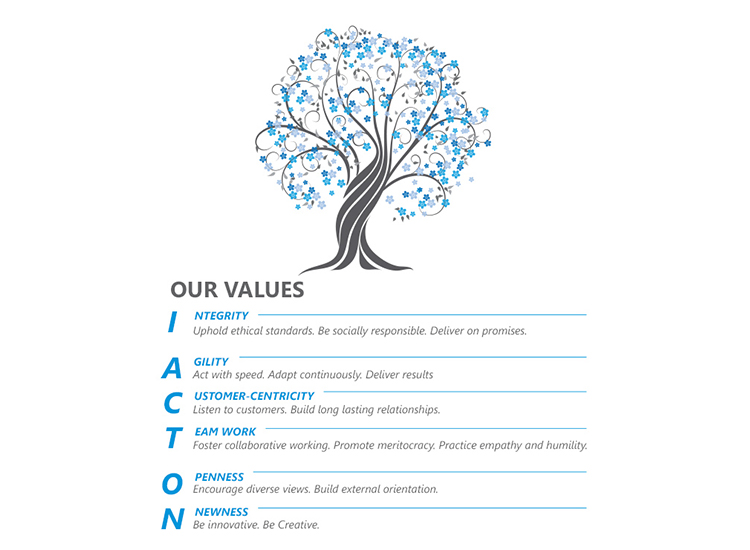 OUR VALUES
I NTEGRITY
Uphold ethical standards. Be socially responsible. Deliver on promises.
A GILITY
Act with speed. Adapt continuously. Deliver results
C USTOMER-CENTRICITY
Listen to customers. Build long lasting relationships.
T EAM WORK
Foster collaborative working. Promote meritocracy. Practice empathy and humility.
O PENNESS
Encourage diverse views. Build external orientation.
N NEWNESS
Be innovative. Be Creative.